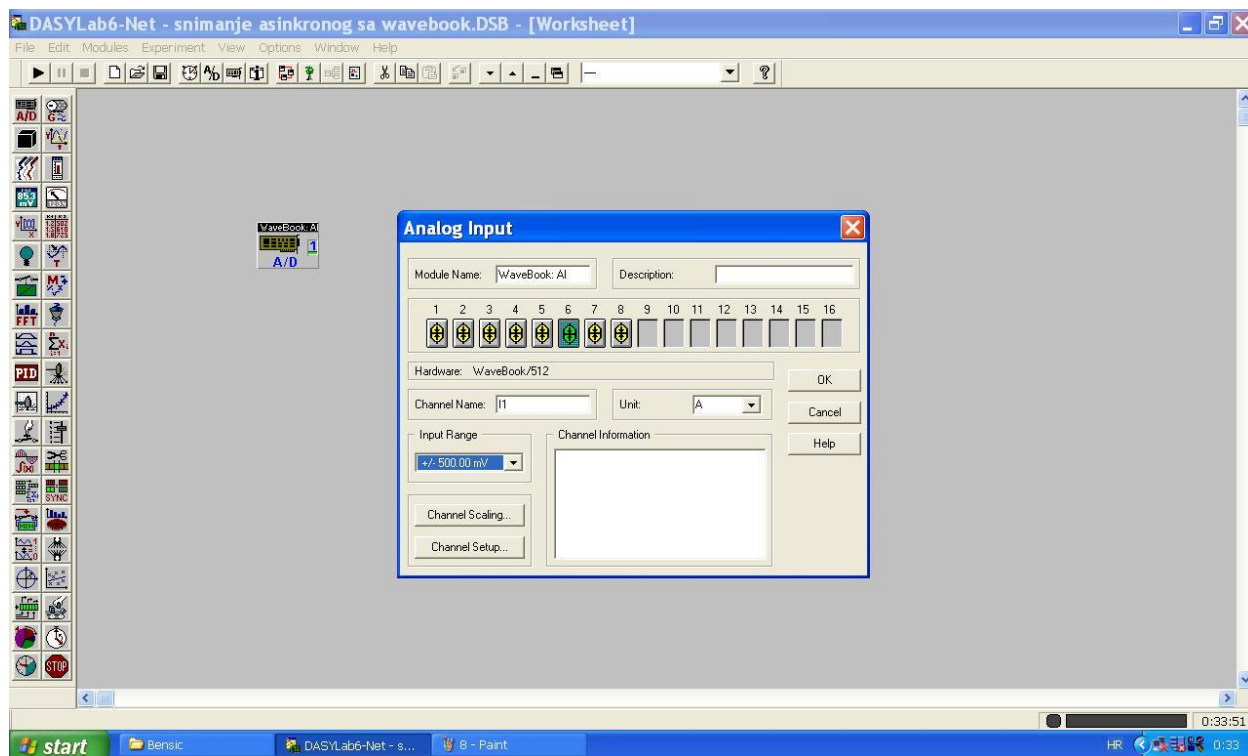 DASYLab6-Net - snimanje asinkronog sa wavebook.DSB - [Worksheet]
File Edit Modules Experiment View Options Window Help
A/D
WaveBook: AI
1
A/D
Analog Input
Module Name: WaveBook: AI Description:
1 2 3 4 5 6 7 8 9 10 11 12 13 14 15 16
Hardware: WaveBook/512
OK
Channel Name: I1 Unit: A
Cancel
Input Range Channel Information
Help
+/- 500.00 mV
Channel Scaling...
Channel Setup...
FFT
PID
SYNC
STOP
0:33:51
start Bensic DASYLab6-Net - s... 8 - Paint HR 0:33